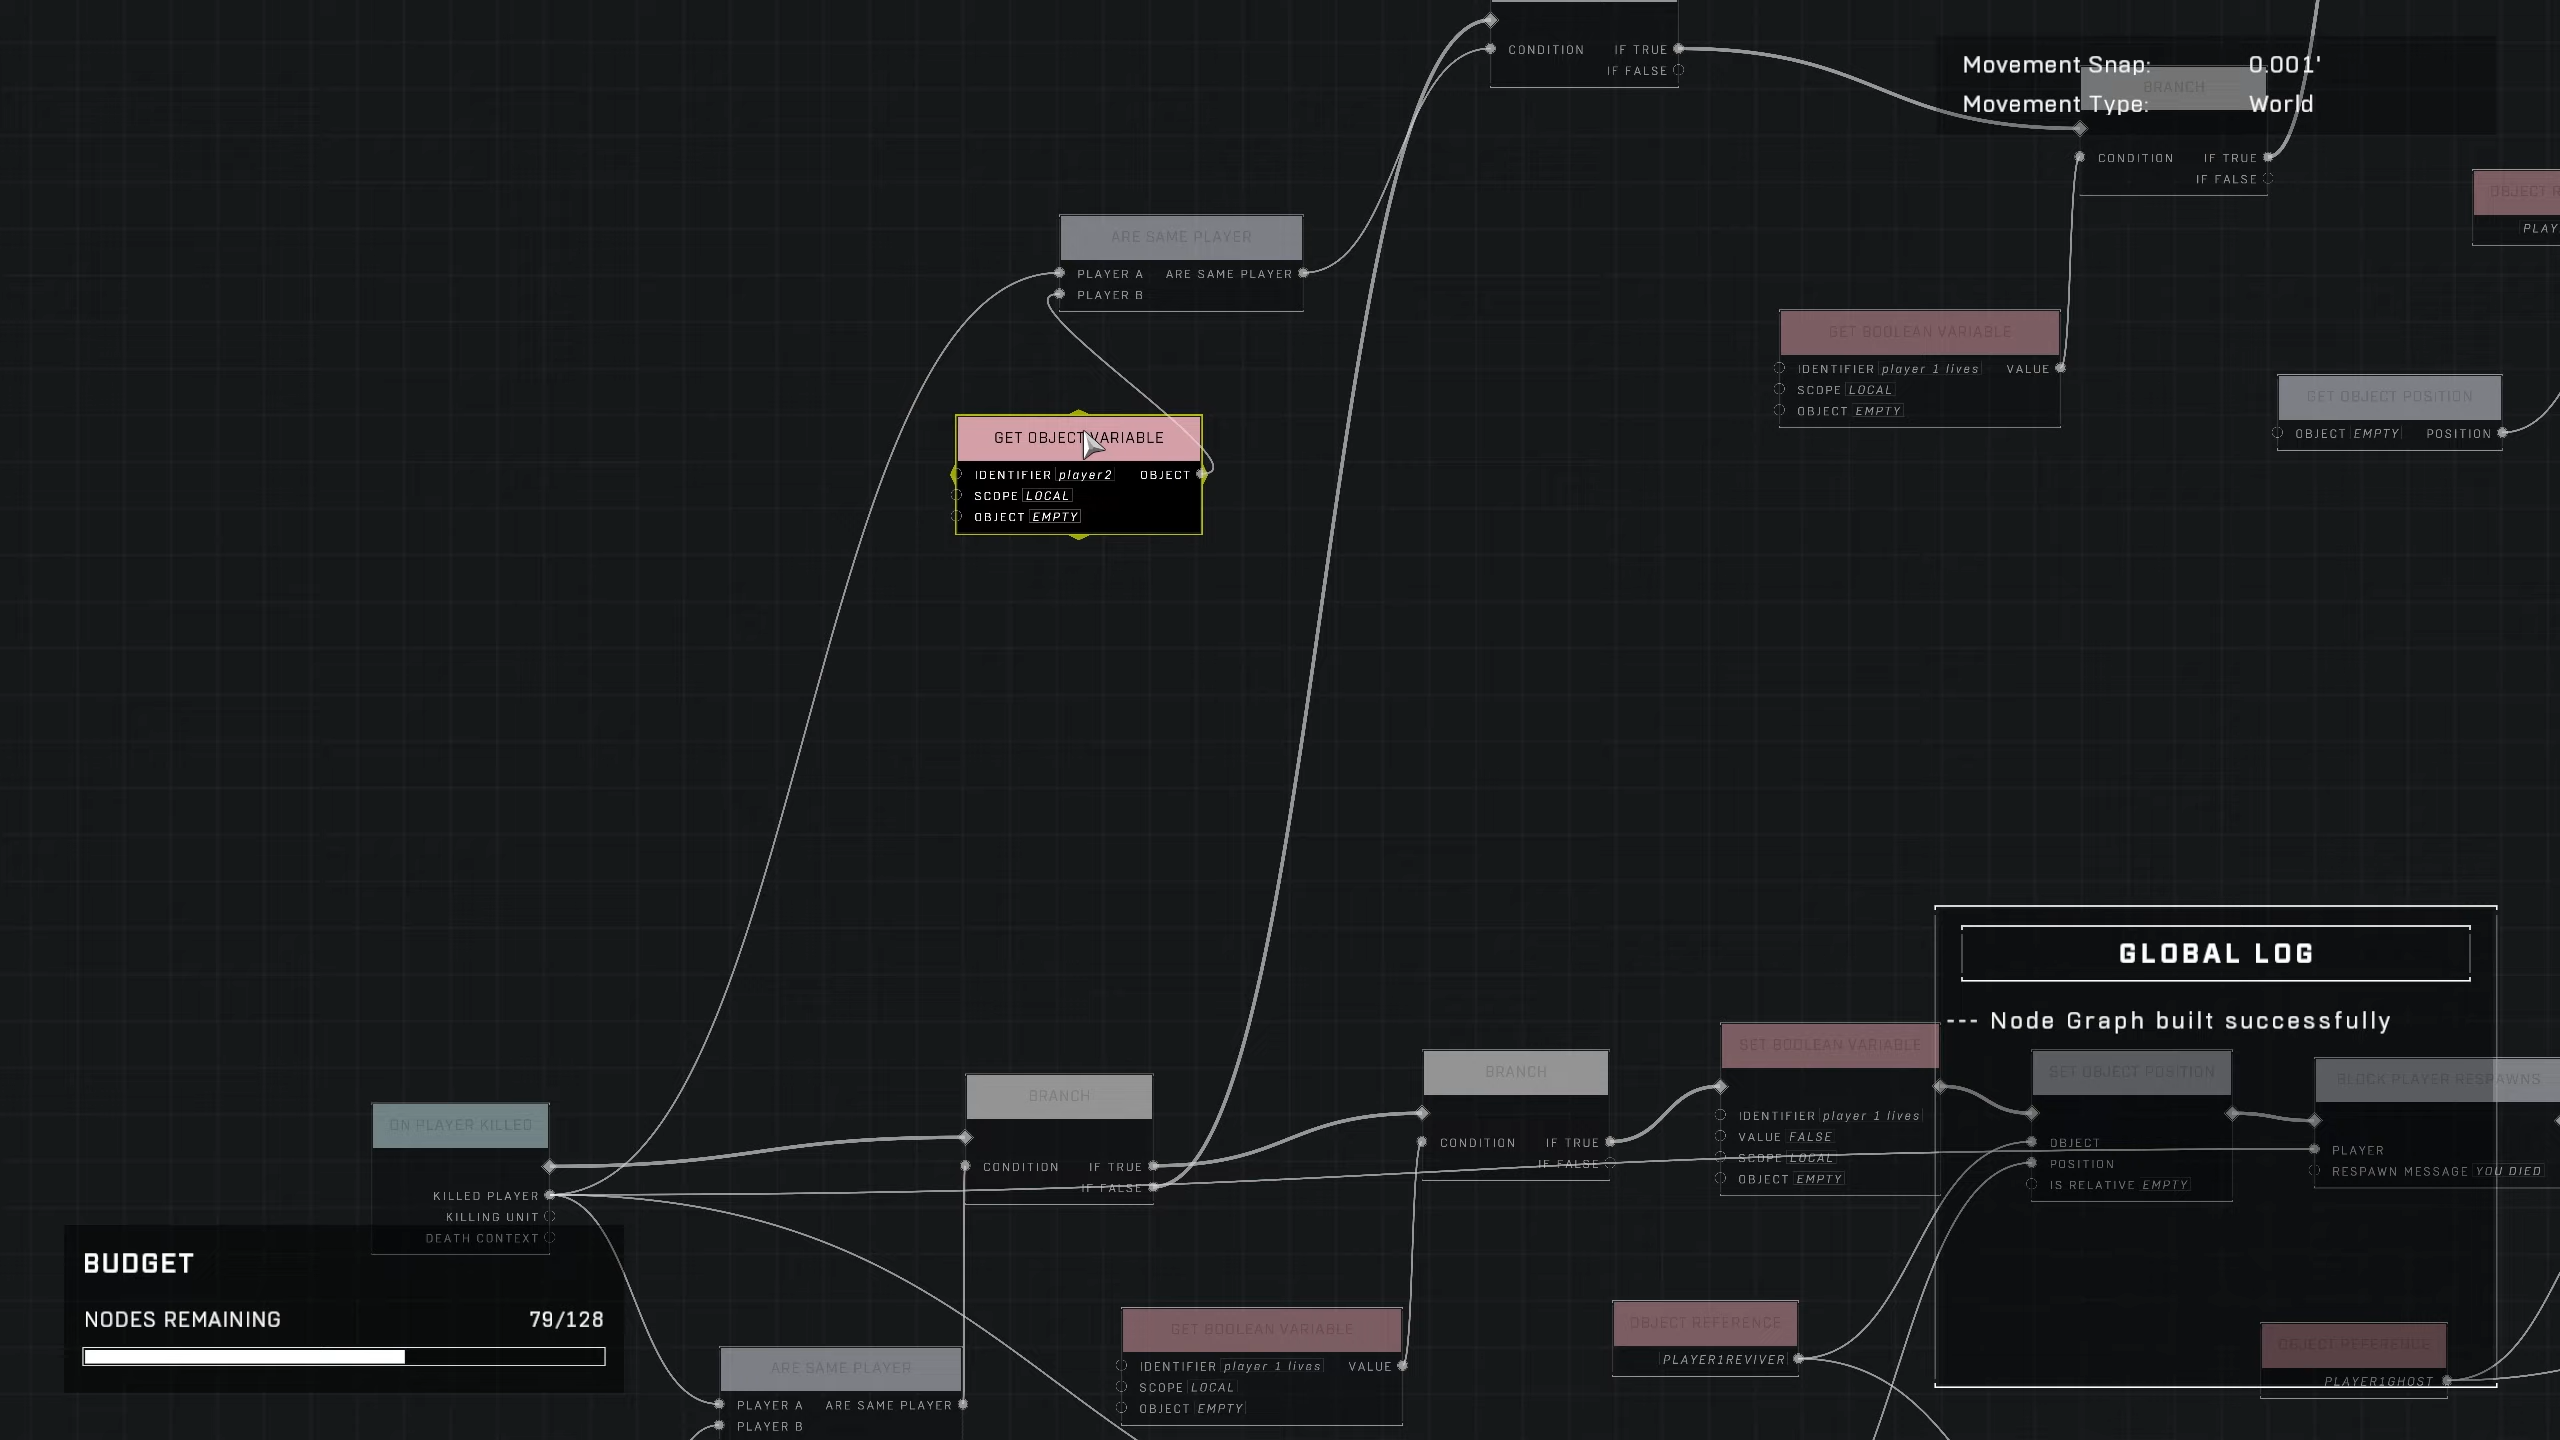 CONDITION IF TRUE
IF FALSE
Movement Snap: 0.001'
BRANCH
Movement Type: World
CONDITION IF TRUE
IF FALSE
ARE SAME PLAYER
PLAYER A ARE SAME PLAYER
PLAYER B
GET BOOLEAN VARIABLE
IDENTIFIER player 1 lives VALUE
SCOPE LOCAL
OBJECT EMPTY
GET OBJECT POSITION
OBJECT EMPTY POSITION
GET OBJECT VARIABLE
IDENTIFIER player2 OBJECT
SCOPE LOCAL
OBJECT EMPTY
GLOBAL LOG
--- Node Graph built successfully
ON PLAYER KILLED
KILLED PLAYER
KILLING UNIT
DEATH CONTEXT
BRANCH
CONDITION IF TRUE
IF FALSE
BRANCH
CONDITION IF TRUE
IF FALSE
SET BOOLEAN VARIABLE
IDENTIFIER player 1 lives
VALUE FALSE
SCOPE LOCAL
OBJECT EMPTY
SET OBJECT POSITION
OBJECT
POSITION
IS RELATIVE EMPTY
BLOCK PLAYER RESPAWNS
PLAYER
RESPAWN MESSAGE YOU DIED
BUDGET
NODES REMAINING 79/128
ARE SAME PLAYER
PLAYER A ARE SAME PLAYER
PLAYER B
GET BOOLEAN VARIABLE
IDENTIFIER player 1 lives VALUE
SCOPE LOCAL
OBJECT EMPTY
OBJECT REFERENCE
PLAYER1REVIVER
OBJECT REFERENCE
PLAYER1GHOST